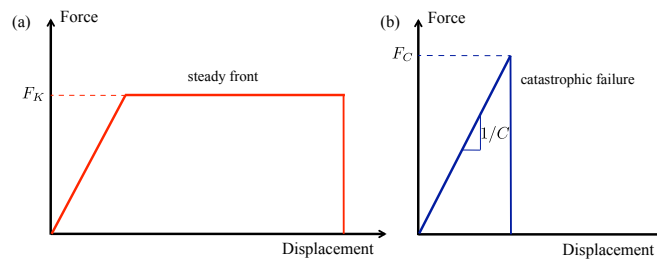 (a)
Force
steady front
F_K
Displacement
(b)
Force
F_C
catastrophic failure
1/C
Displacement